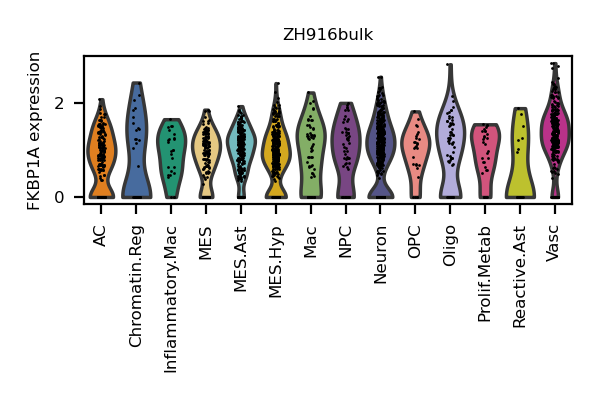 ZH916bulk
FKBP1A expression
2
0
AC
Chromatin.Reg
Inflammatory.Mac
MES
MES.Ast
MES.Hyp
Mac
NPC
Neuron
OPC
Oligo
Prolif.Metab
Reactive.Ast
Vasc